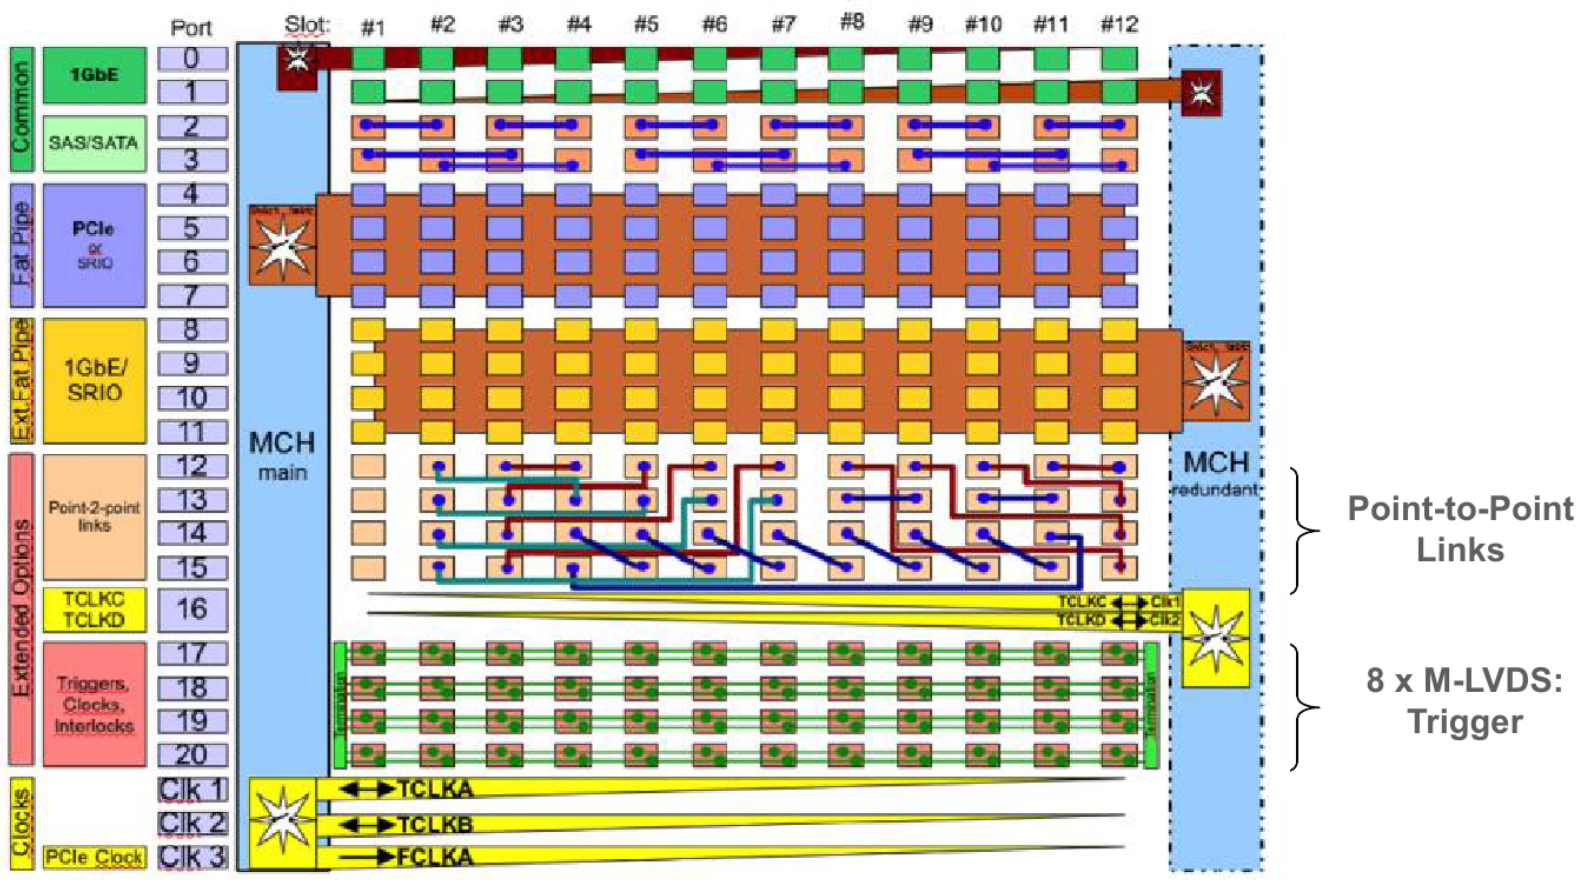 Port Slot: #1 #2 #3 #4 #5 #6 #7 #8 #9 #10 #11 #12
Common
1GbE
0
1
SAS/SATA
2
3
Fat Pipe
PCIe
or
SRIO
4
5
6
7
Ext.Fat Pipe
1GbE/
SRIO
8
9
10
11
Extended Options
Point-2-point
links
12
13
14
15
TCLKC
TCLKD
16
Triggers,
Clocks,
Interlocks
17
18
19
20
Clocks
Clk 1
Clk 2
PCIe Clock
Clk 3
MCH
main
MCH
redundant
TCLKC
Clk1
TCLKD
Clk2
Termination
Termination
TCLKA
TCLKB
FCLKA
Point-to-Point
Links
8 x M-LVDS:
Trigger